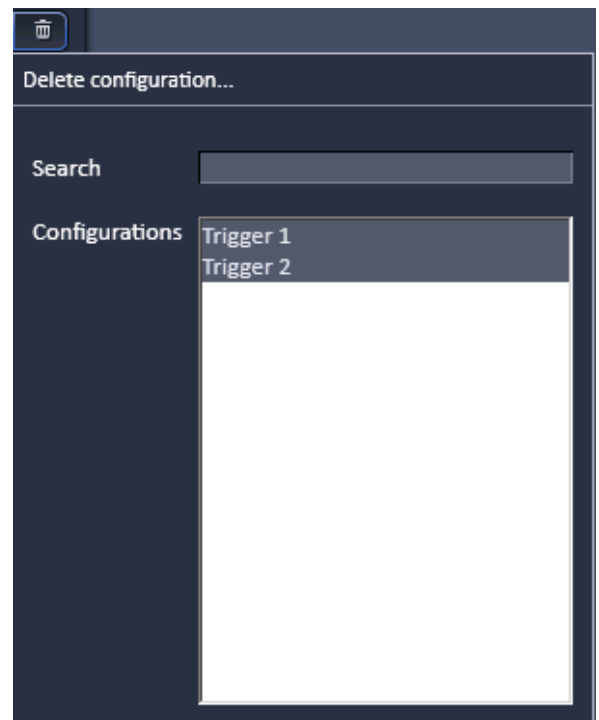 Delete configuration...
Search
Configurations
Trigger 1
Trigger 2